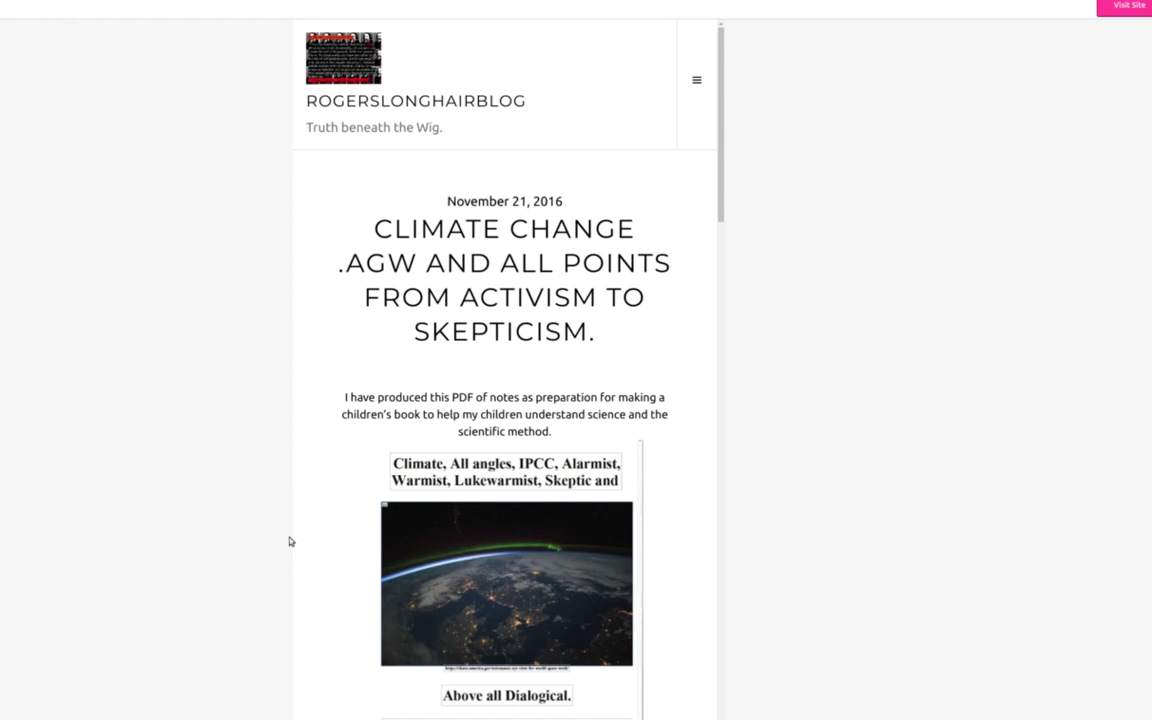 Visit Site
ROGERSLONGHAIRBLOG
Truth beneath the Wig.
November 21, 2016
CLIMATE CHANGE
.AGW AND ALL POINTS
FROM ACTIVISM TO
SKEPTICISM.
I have produced this PDF of notes as preparation for making a
children’s book to help my children understand science and the
scientific method.
Climate, All angles, IPCC, Alarmist,
Warmist, Lukewarmist, Skeptic and
Above all Dialogical.